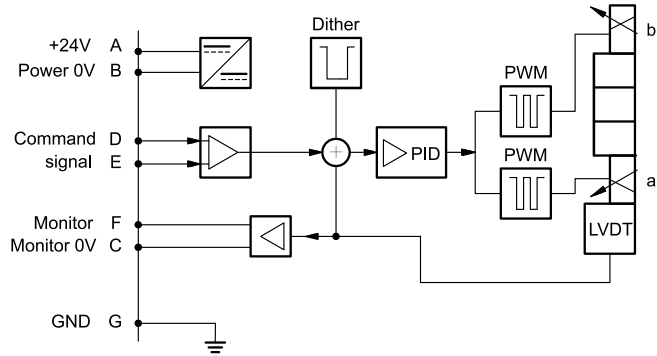 Dither
+24V A
Power 0V B
b
PWM
Command D
signal E
PID
PWM
a
Monitor F
Monitor 0V C
LVDT
GND G